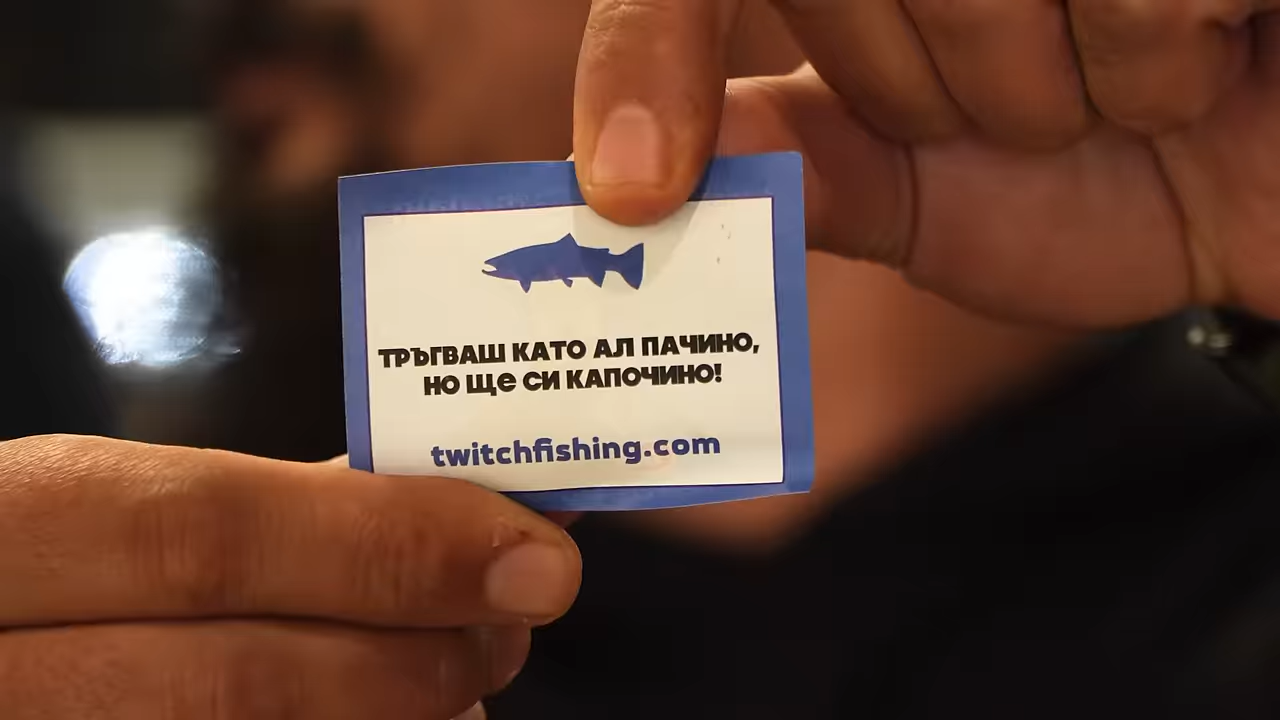 ТРЪГВАШ КАТО АЛ ПАЧИНО,
НО ЩЕ СИ КАПОЧИНО!
twitchfishing.com